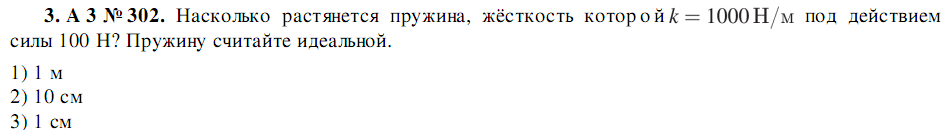 3. А 3 № 302. Насколько растянется пружина, жёсткость котор о й k = 1000 Н/м под действием
силы 100 Н? Пружину считайте идеальной.
1) 1 м
2) 10 см
3) 1 см